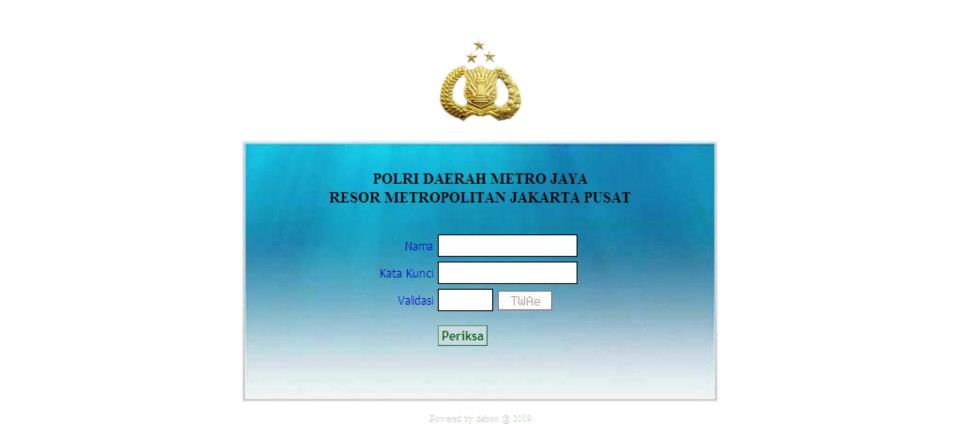 POLRI DAERAH METRO JAYA
RESOR METROPOLITAN JAKARTA PUSAT
Nama
Kata Kunci
Validasi TWAe
Periksa
Powered by deboo @ 2009